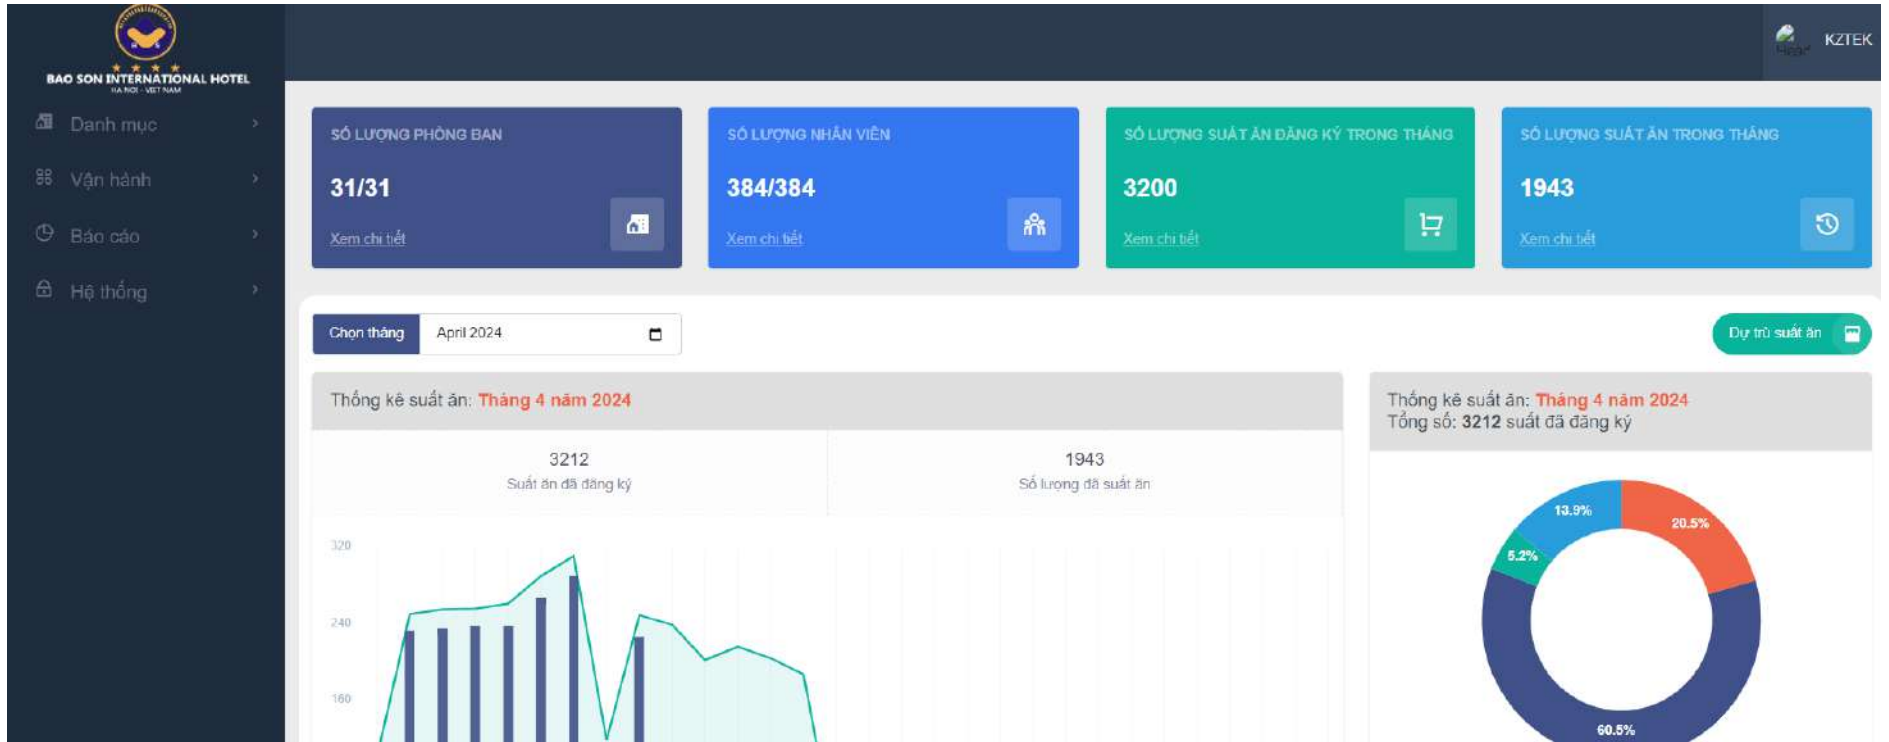 BAO SON INTERNATIONAL HOTEL
HA NOI - VIET NAM
KZTEK
Danh mục
Vận hành
Báo cáo
Hệ thống
SỐ LƯỢNG PHÒNG BAN
31/31
Xem chi tiết
SỐ LƯỢNG NHÂN VIÊN
384/384
Xem chi tiết
SỐ LƯỢNG SUẤT ĂN ĐĂNG KÝ TRONG THÁNG
3200
Xem chi tiết
SỐ LƯỢNG SUẤT ĂN TRONG THÁNG
1943
Xem chi tiết
Chọn tháng
April 2024
Dự trù suất ăn
Thống kê suất ăn: Tháng 4 năm 2024
3212
Suất ăn đã đăng ký
1943
Số lượng đã suất ăn
320
240
160
Thống kê suất ăn: Tháng 4 năm 2024
Tổng số: 3212 suất đã đăng ký
13.9%
20.5%
5.2%
60.5%